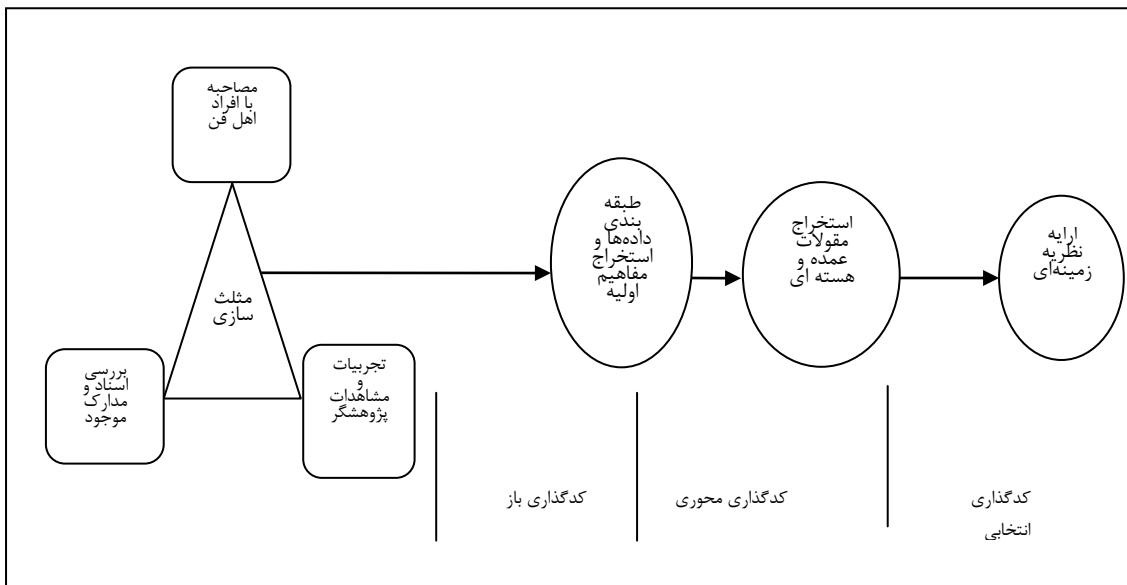 مصاحبه
با افراد
اهل فن
مثلث
سازی
بررسی
اسناد و
مدارک
موجود
تجربیات
و
مشاهدات
پژوهشگر
طبقه
بندی
داده‌ها و
استخراج
مفاهیم
اولیه
استخراج
مقولات
عمده و
هسته ای
ارایه
نظریه
زمینه‌ای
کدگذاری باز
کدگذاری محوری
کدگذاری
انتخابی